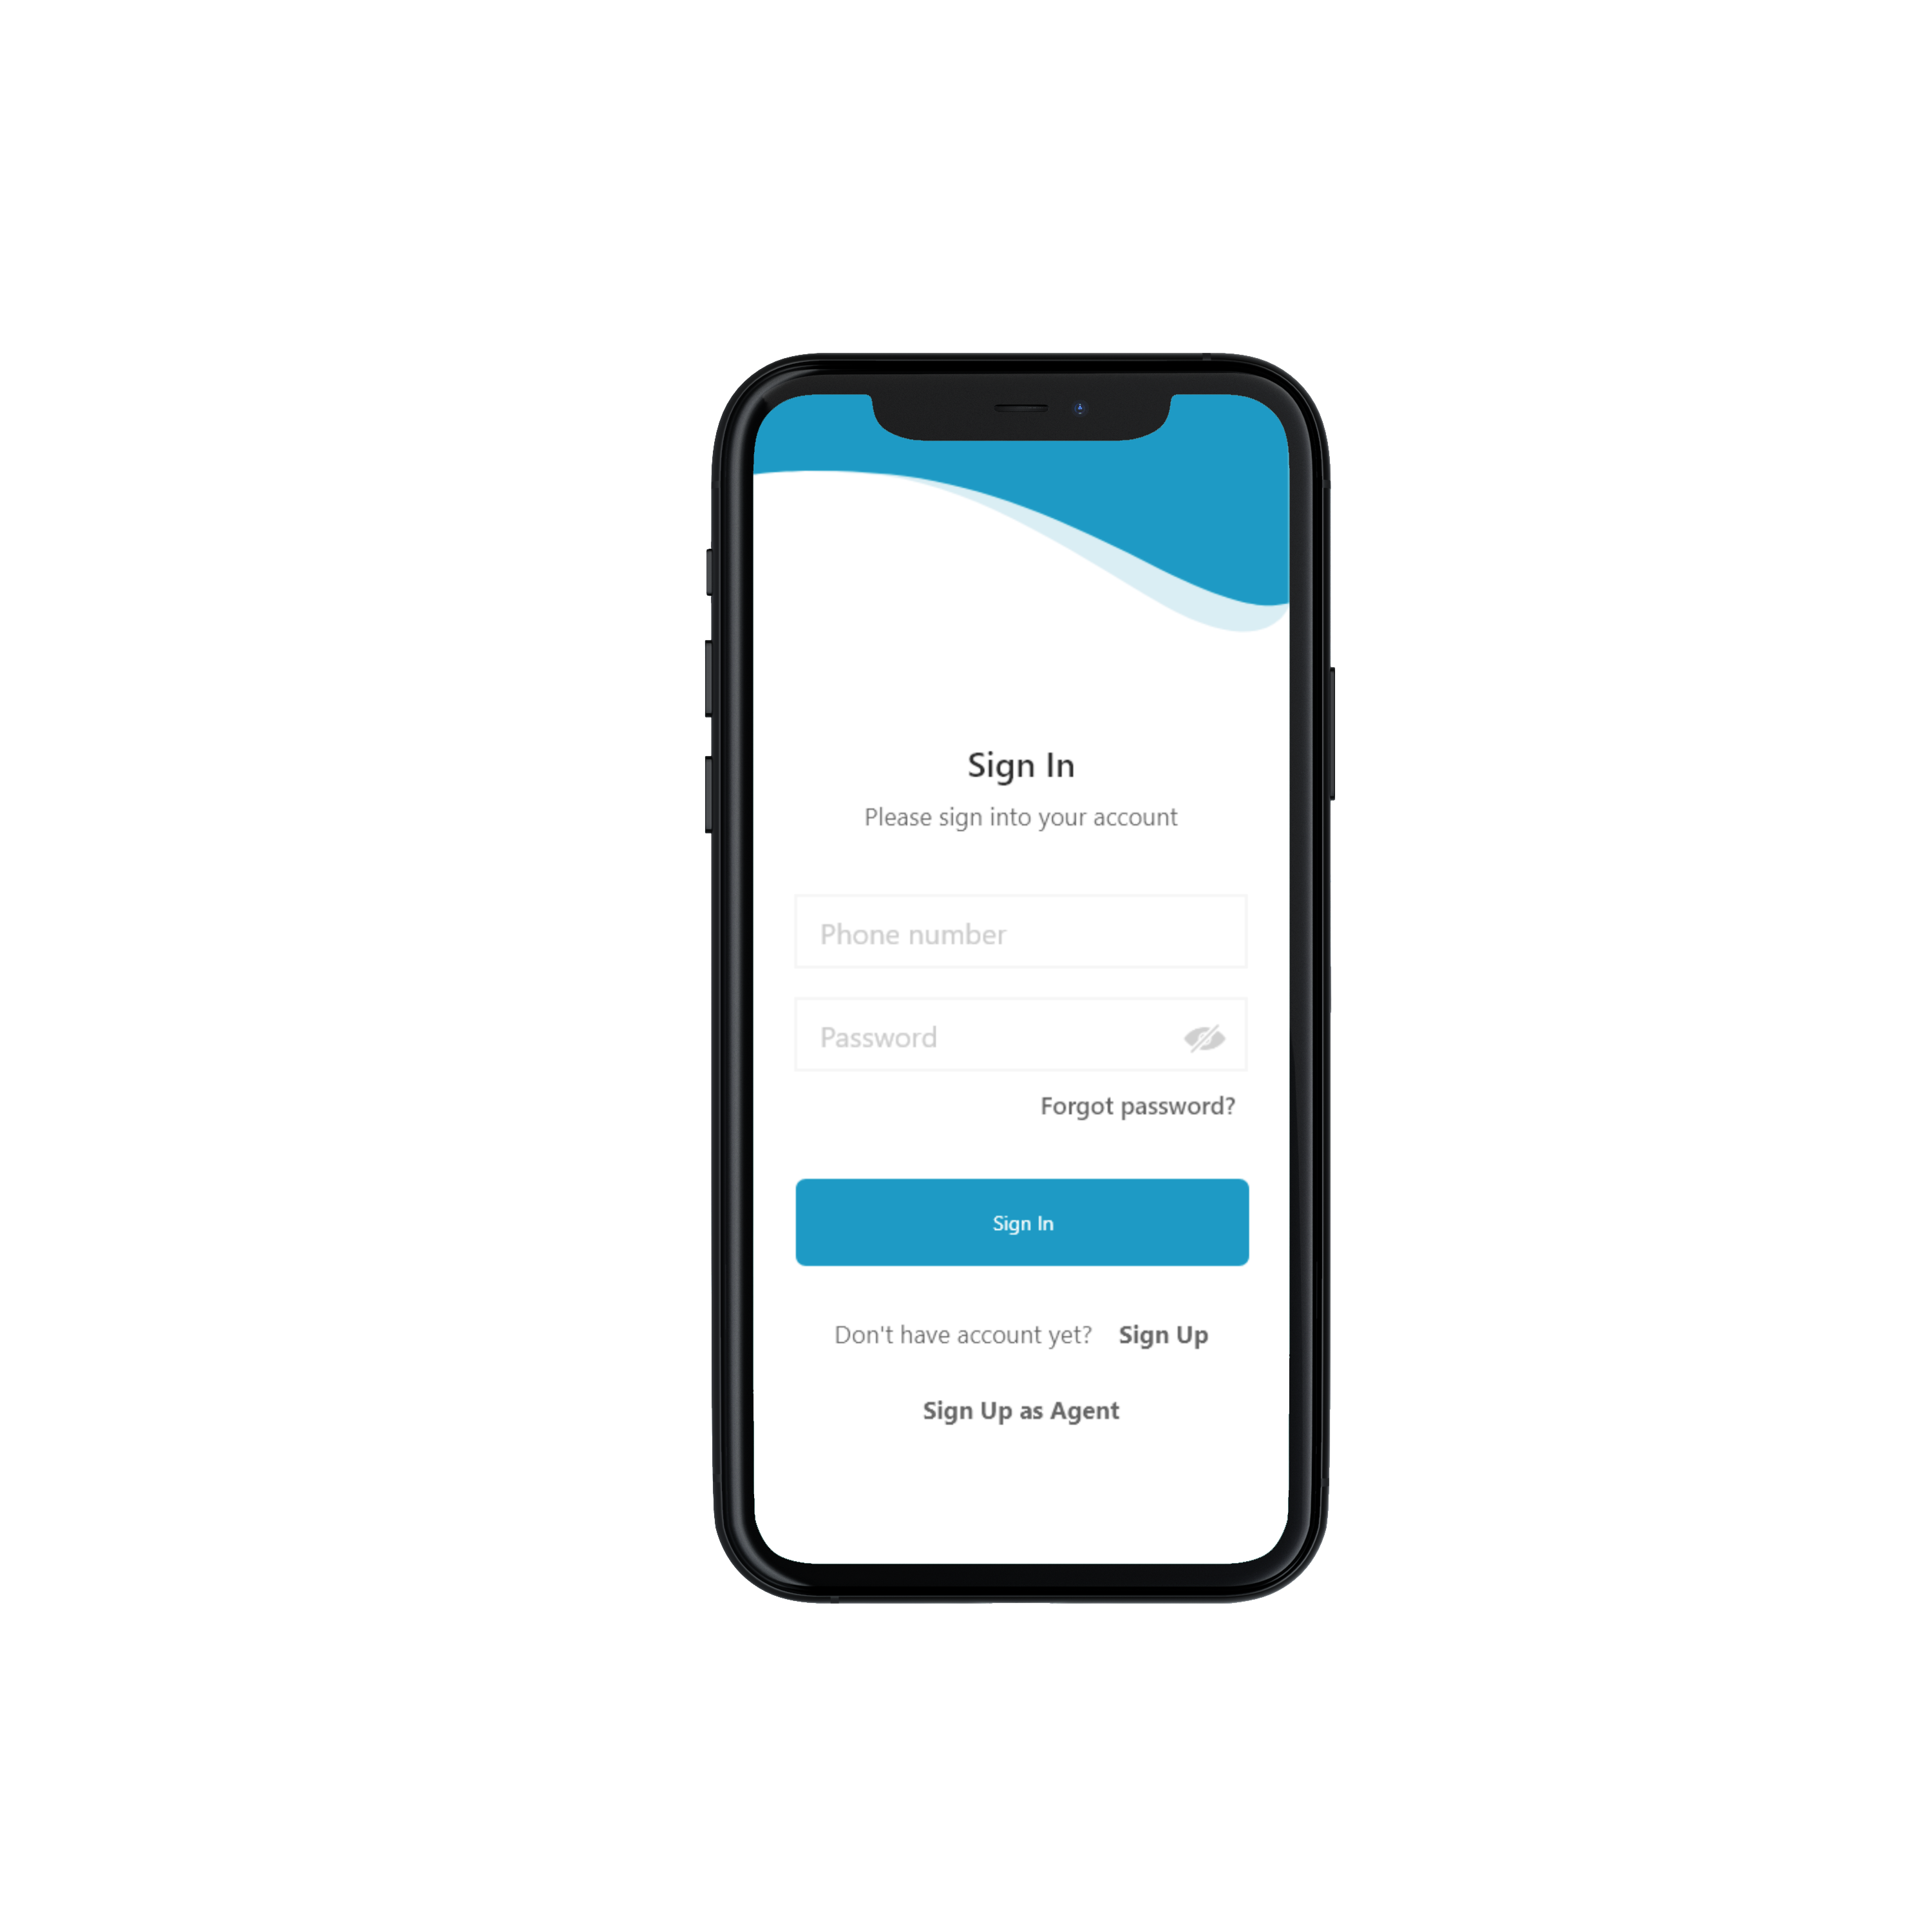 Sign In
Please sign into your account
Phone number
Password
Forgot password?
Sign In
Don't have account yet? Sign Up
Sign Up as Agent